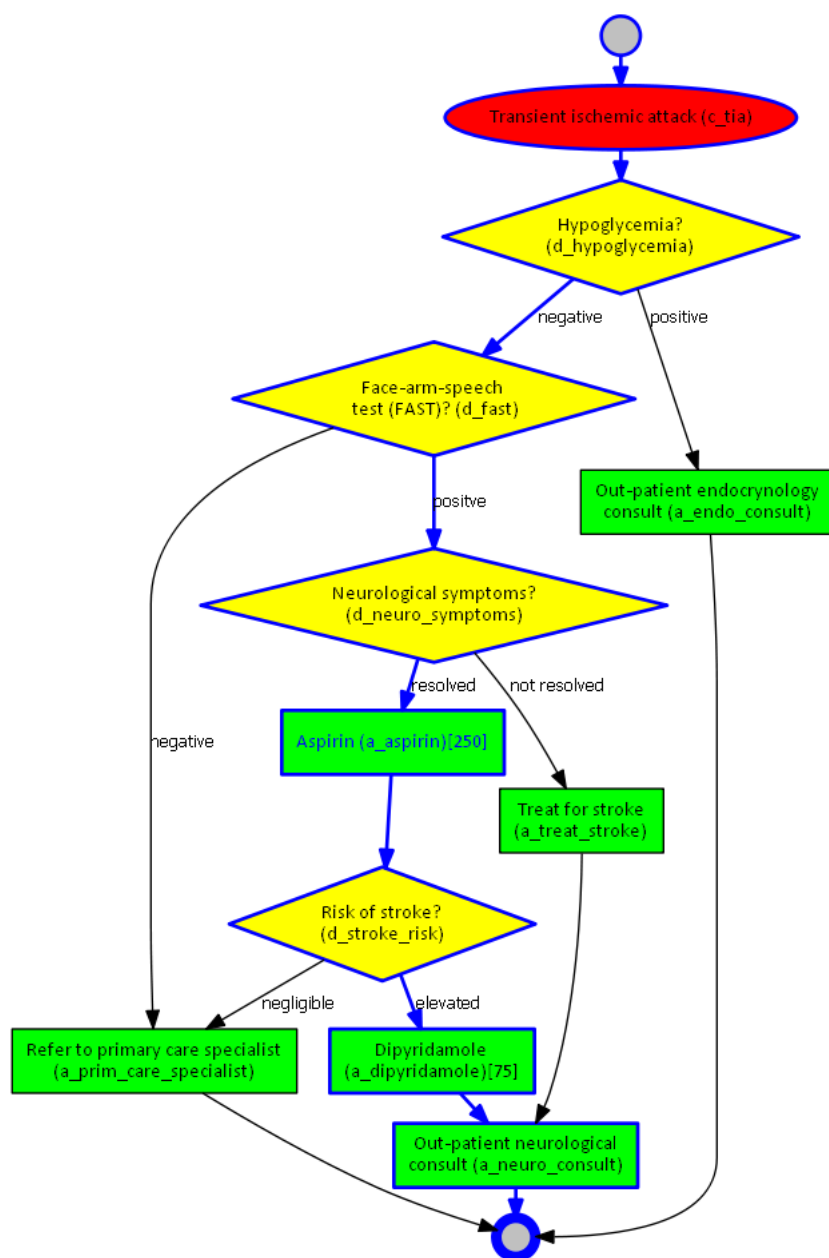 Transient ischemic attack (c_tia)
Hypoglycemia?
(d_hypoglycemia)
negative
positive
Face-arm-speech
test (FAST)? (d_fast)
Out-patient endocrynology
consult (a_endo_consult)
positve
Neurological symptoms?
(d_neuro_symptoms)
resolved
not resolved
negative
Aspirin (a_aspirin)[250]
Treat for stroke
(a_treat_stroke)
Risk of stroke?
(d_stroke_risk)
negligible
elevated
Refer to primary care specialist
(a_prim_care_specialist)
Dipyridamole
(a_dipyridamole)[75]
Out-patient neurological
consult (a_neuro_consult)